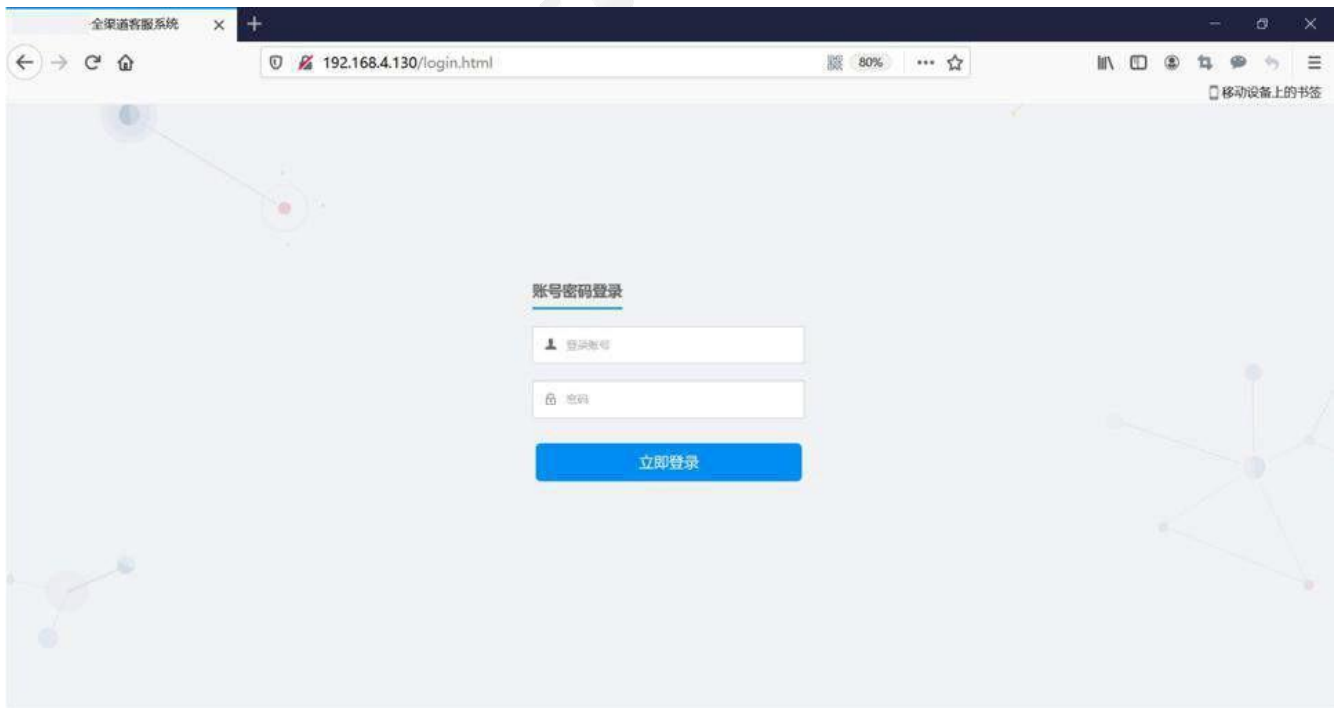 全渠道客服系统
192.168.4.130/login.html
80%
移动设备上的书签
账号密码登录
登录账号
密码
立即登录